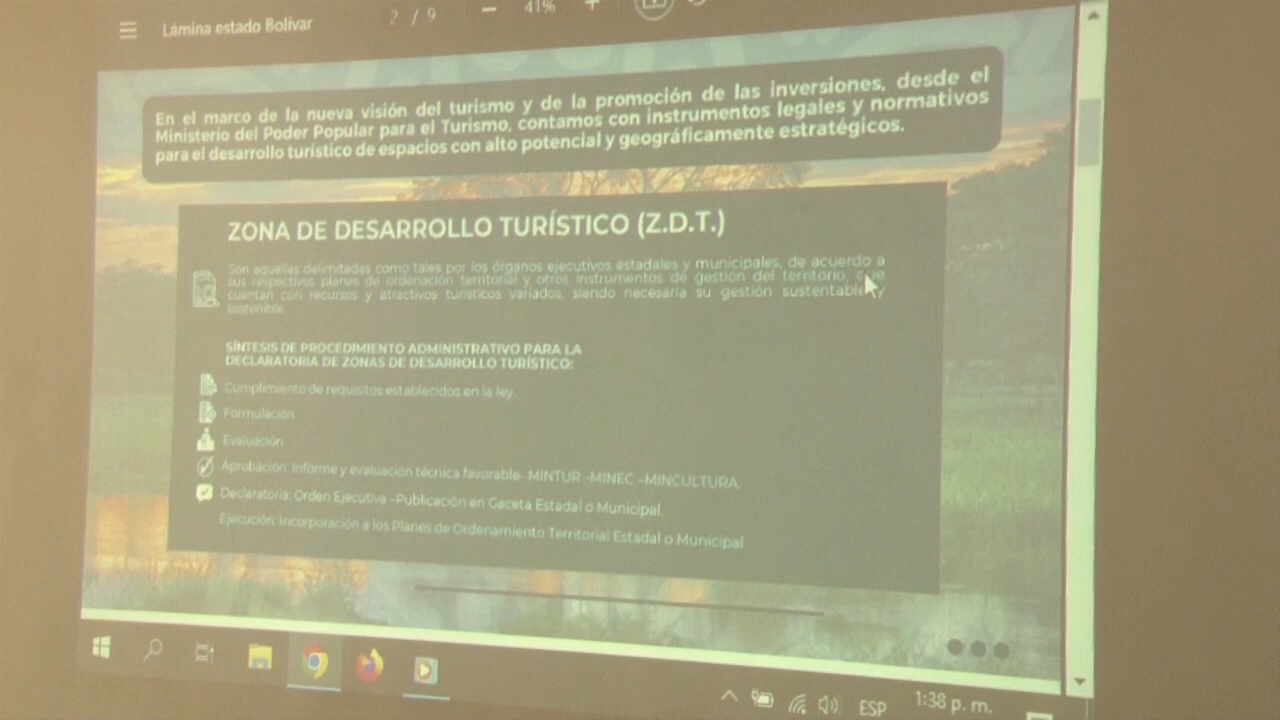 Lámina estado Bolívar
2 / 9
41%
En el marco de la nueva visión del turismo y de la promoción de las inversiones, desde el
Ministerio del Poder Popular para el Turismo, contamos con instrumentos legales y normativos
para el desarrollo turístico de espacios con alto potencial y geográficamente estratégicos.
ZONA DE DESARROLLO TURÍSTICO (Z.D.T.)
Son aquellas delimitadas como tales por los órganos ejecutivos estadales y municipales, de acuerdo a
sus respectivos planes de ordenación territorial y otros instrumentos de gestión del territorio, que
cuentan con recursos y atractivos turísticos variados, siendo necesaria su gestión sustentable y
sostenible.
SÍNTESIS DE PROCEDIMIENTO ADMINISTRATIVO PARA LA
DECLARATORIA DE ZONAS DE DESARROLLO TURÍSTICO:
Cumplimiento de requisitos establecidos en la ley.
Formulación
Evaluación
Aprobación: Informe y evaluación técnica favorable- MINTUR -MINEC -MINCULTURA.
Declaratoria: Orden Ejecutiva -Publicación en Gaceta Estadal o Municipal.
Ejecución: Incorporación a los Planes de Ordenamiento Territorial Estadal o Municipal
ESP
1:38 p. m.